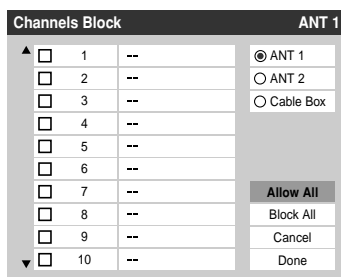 Channels Block ANT 1
1 -- ANT 1
2 -- ANT 2
3 -- Cable Box
4 --
5 --
6 --
7 -- Allow All
8 -- Block All
9 -- Cancel
10 -- Done